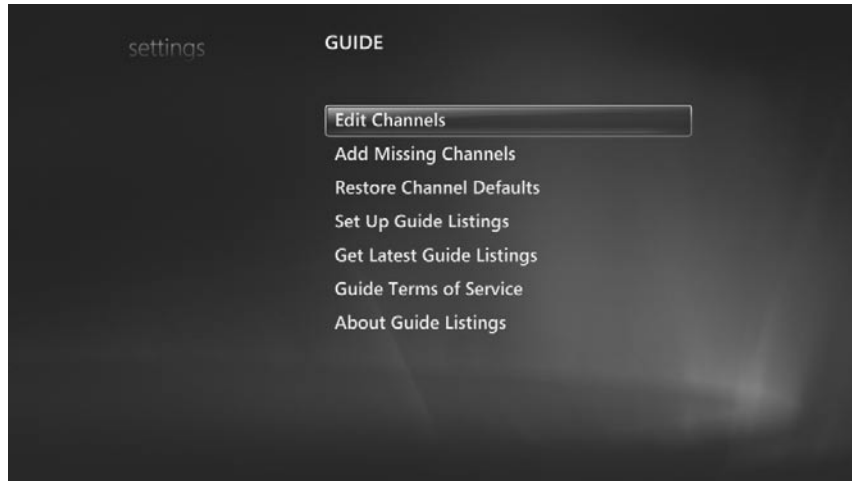 settings
GUIDE
Edit Channels
Add Missing Channels
Restore Channel Defaults
Set Up Guide Listings
Get Latest Guide Listings
Guide Terms of Service
About Guide Listings